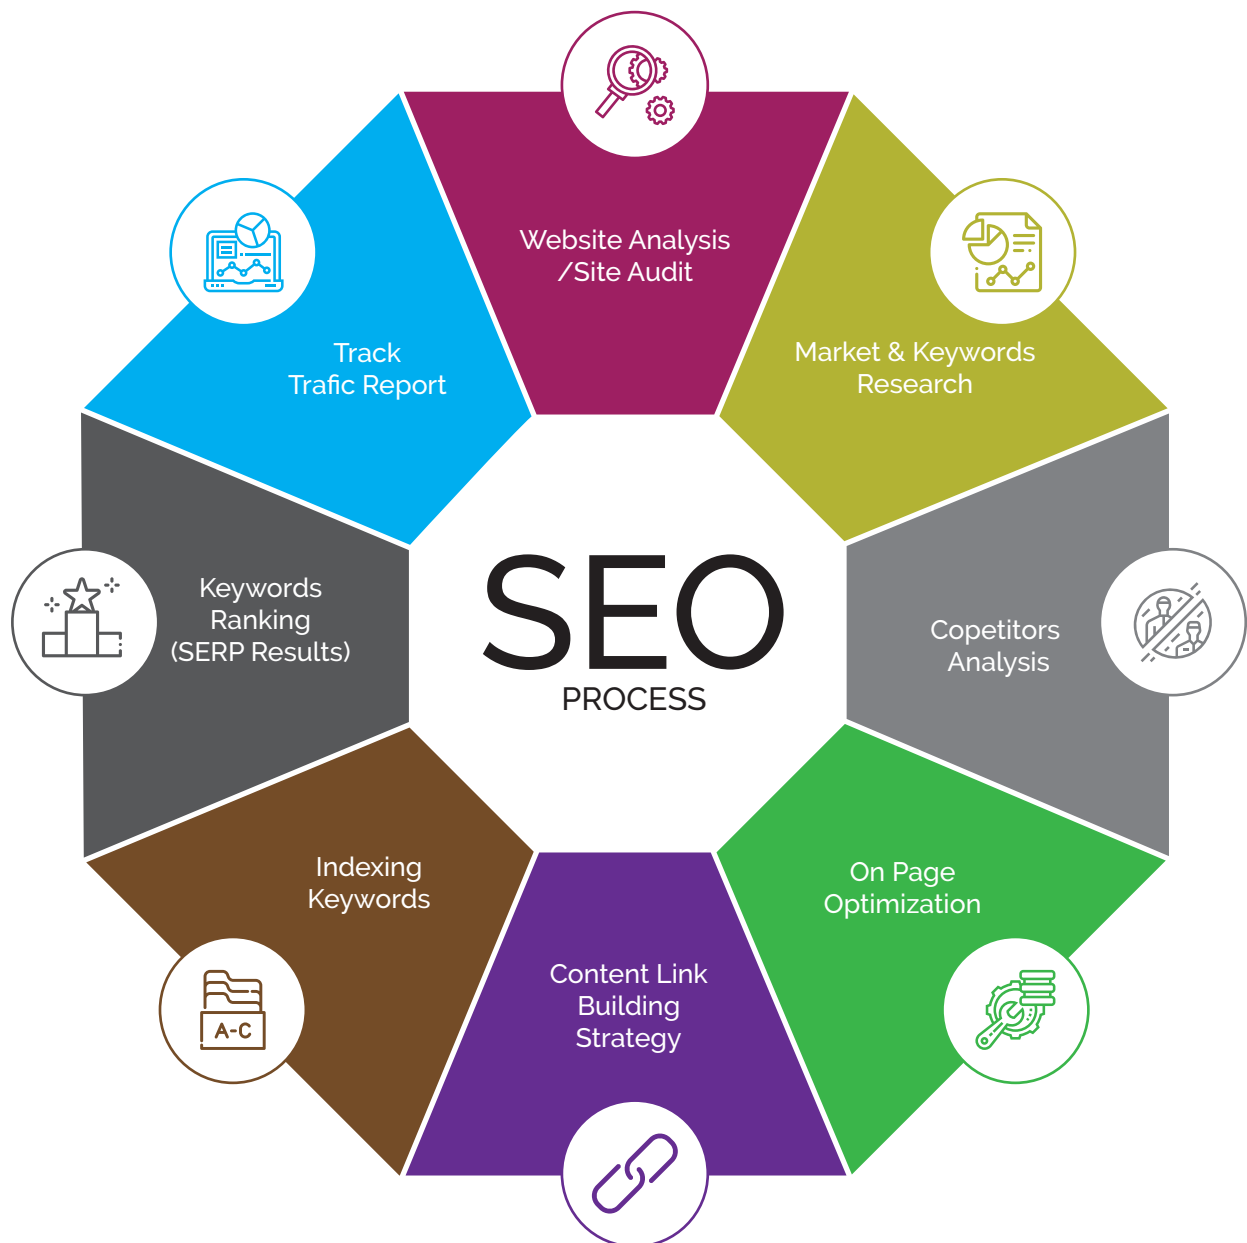 Website Analysis
/Site Audit
Market & Keywords
Research
Copetitors
Analysis
On Page
Optimization
Content Link
Building
Strategy
Indexing
Keywords
A-C
Keywords
Ranking
(SERP Results)
Track
Trafic Report
SEO
PROCESS